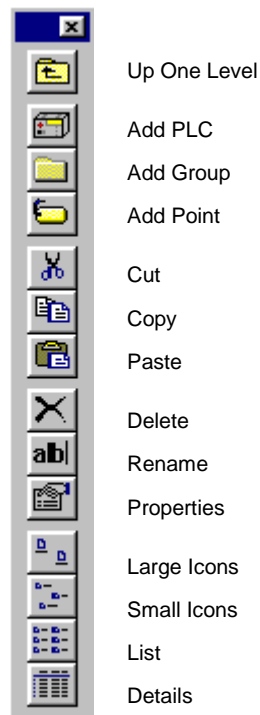 Up One Level
Add PLC
Add Group
Add Point
Cut
Copy
Paste
Delete
ab
Rename
Properties
Large Icons
Small Icons
List
Details